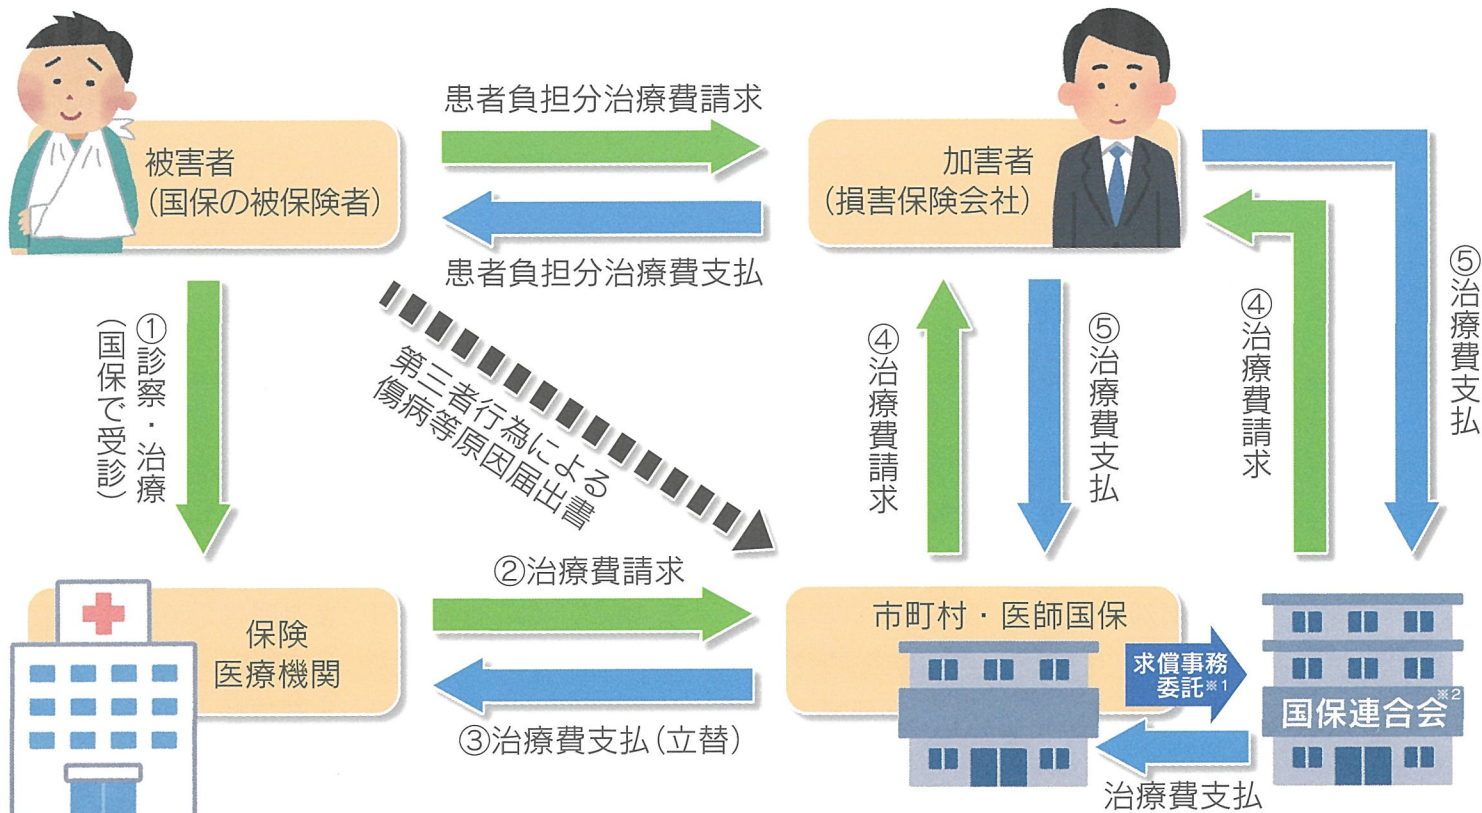 患者負担分治療費請求
被害者
(国保の被保険者)
加害者
(損害保険会社)
患者負担分治療費支払
①診察・治療
(国保で受診)
第三者行為による
傷病等原因届出書
④治療費請求
⑤治療費支払
④治療費請求
⑤治療費支払
②治療費請求
保険
医療機関
③治療費支払(立替)
市町村・医師国保
求償事務
委託※1
国保連合会※2
治療費支払